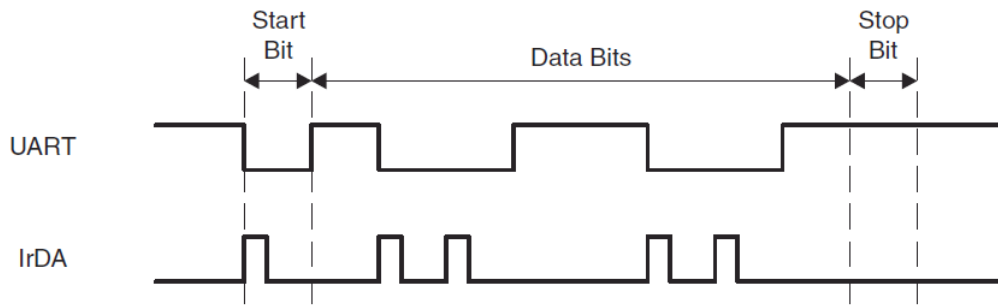 Start
Bit
Data Bits
Stop
Bit
UART
IrDA